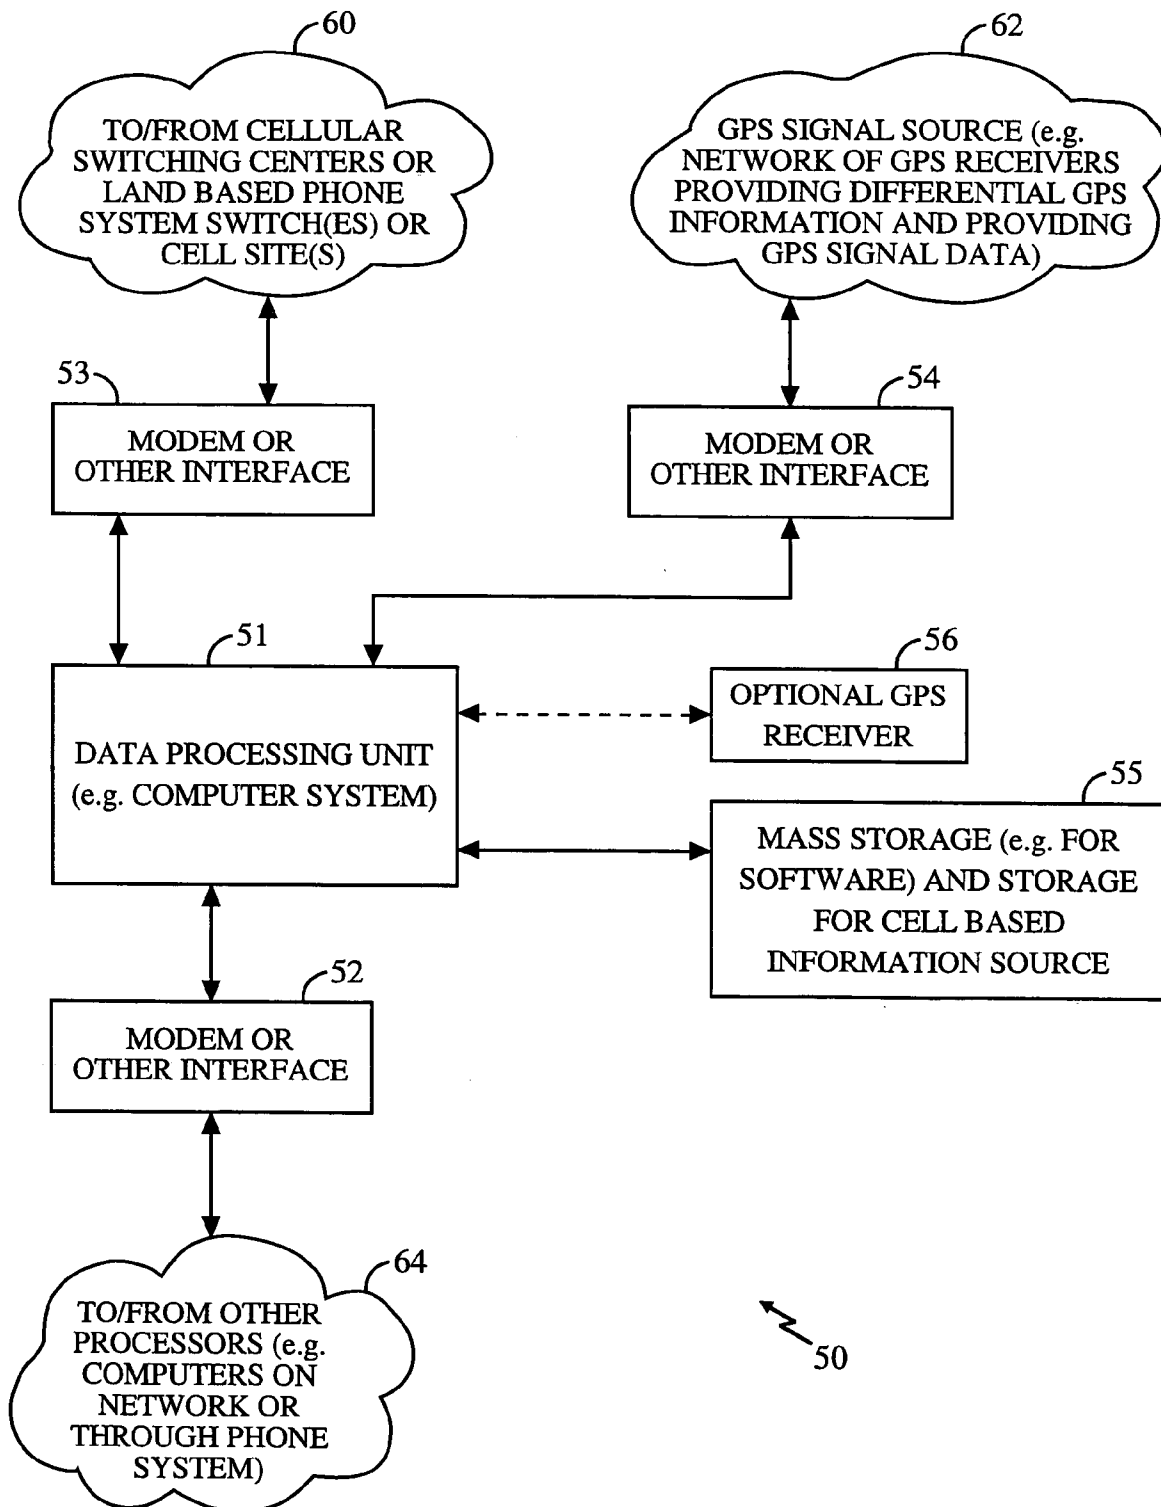 60
TO/FROM CELLULAR
SWITCHING CENTERS OR
LAND BASED PHONE
SYSTEM SWITCH(ES) OR
CELL SITE(S)
62
GPS SIGNAL SOURCE (e.g.
NETWORK OF GPS RECEIVERS
PROVIDING DIFFERENTIAL GPS
INFORMATION AND PROVIDING
GPS SIGNAL DATA)
53
MODEM OR
OTHER INTERFACE
54
MODEM OR
OTHER INTERFACE
51
DATA PROCESSING UNIT
(e.g. COMPUTER SYSTEM)
56
OPTIONAL GPS
RECEIVER
55
MASS STORAGE (e.g. FOR
SOFTWARE) AND STORAGE
FOR CELL BASED
INFORMATION SOURCE
52
MODEM OR
OTHER INTERFACE
64
TO/FROM OTHER
PROCESSORS (e.g.
COMPUTERS ON
NETWORK OR
THROUGH PHONE
SYSTEM)
50